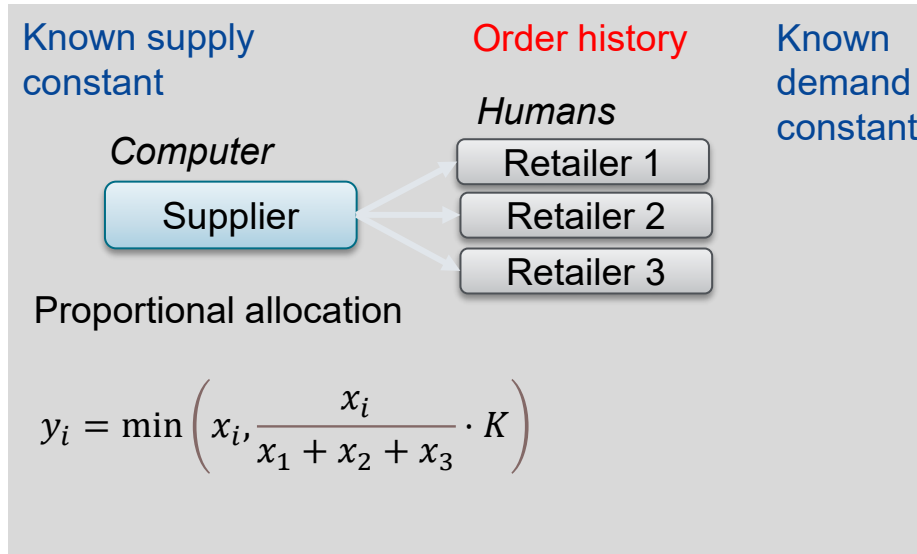 Known supply
constant
Order history
Known
demand
constant
Humans
Computer
Retailer 1
Supplier
Retailer 2
Retailer 3
Proportional allocation
y_i = min(x_i, x_i / (x_1 + x_2 + x_3) · K)